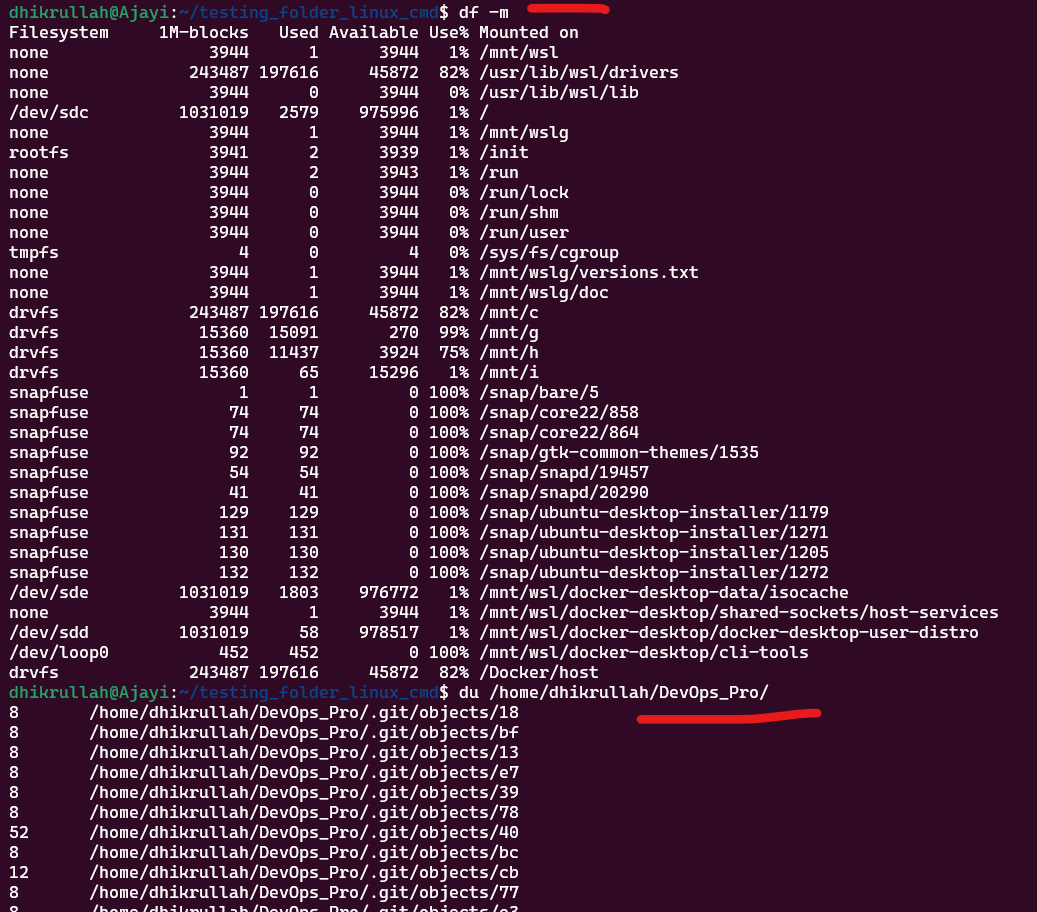 dhikrullah@Ajayi:~/testing_folder_linux_cmd$ df -m
Filesystem     1M-blocks   Used Available Use% Mounted on
none                3944      1      3944   1% /mnt/wsl
none              243487 197616     45872  82% /usr/lib/wsl/drivers
none                3944      0      3944   0% /usr/lib/wsl/lib
/dev/sdc         1031019   2579    975996   1% /
none                3944      1      3944   1% /mnt/wslg
rootfs              3941      2      3939   1% /init
none                3944      2      3943   1% /run
none                3944      0      3944   0% /run/lock
none                3944      0      3944   0% /run/shm
none                3944      0      3944   0% /run/user
tmpfs                  4      0         4   0% /sys/fs/cgroup
none                3944      1      3944   1% /mnt/wslg/versions.txt
none                3944      1      3944   1% /mnt/wslg/doc
drvfs             243487 197616     45872  82% /mnt/c
drvfs              15360  15091       270  99% /mnt/g
drvfs              15360  11437      3924  75% /mnt/h
drvfs              15360     65     15296   1% /mnt/i
snapfuse               1      1         0 100% /snap/bare/5
snapfuse              74     74         0 100% /snap/core22/858
snapfuse              74     74         0 100% /snap/core22/864
snapfuse              92     92         0 100% /snap/gtk-common-themes/1535
snapfuse              54     54         0 100% /snap/snapd/19457
snapfuse              41     41         0 100% /snap/snapd/20290
snapfuse             129    129         0 100% /snap/ubuntu-desktop-installer/1179
snapfuse             131    131         0 100% /snap/ubuntu-desktop-installer/1271
snapfuse             130    130         0 100% /snap/ubuntu-desktop-installer/1205
snapfuse             132    132         0 100% /snap/ubuntu-desktop-installer/1272
/dev/sde         1031019   1803    976772   1% /mnt/wsl/docker-desktop-data/isocache
none                3944      1      3944   1% /mnt/wsl/docker-desktop/shared-sockets/host-services
/dev/sdd         1031019     58    978517   1% /mnt/wsl/docker-desktop/docker-desktop-user-distro
/dev/loop0           452    452         0 100% /mnt/wsl/docker-desktop/cli-tools
drvfs             243487 197616     45872  82% /Docker/host
dhikrullah@Ajayi:~/testing_folder_linux_cmd$ du /home/dhikrullah/DevOps_Pro/
8       /home/dhikrullah/DevOps_Pro/.git/objects/18
8       /home/dhikrullah/DevOps_Pro/.git/objects/bf
8       /home/dhikrullah/DevOps_Pro/.git/objects/13
8       /home/dhikrullah/DevOps_Pro/.git/objects/e7
8       /home/dhikrullah/DevOps_Pro/.git/objects/39
8       /home/dhikrullah/DevOps_Pro/.git/objects/78
52      /home/dhikrullah/DevOps_Pro/.git/objects/40
8       /home/dhikrullah/DevOps_Pro/.git/objects/bc
12      /home/dhikrullah/DevOps_Pro/.git/objects/cb
8       /home/dhikrullah/DevOps_Pro/.git/objects/77